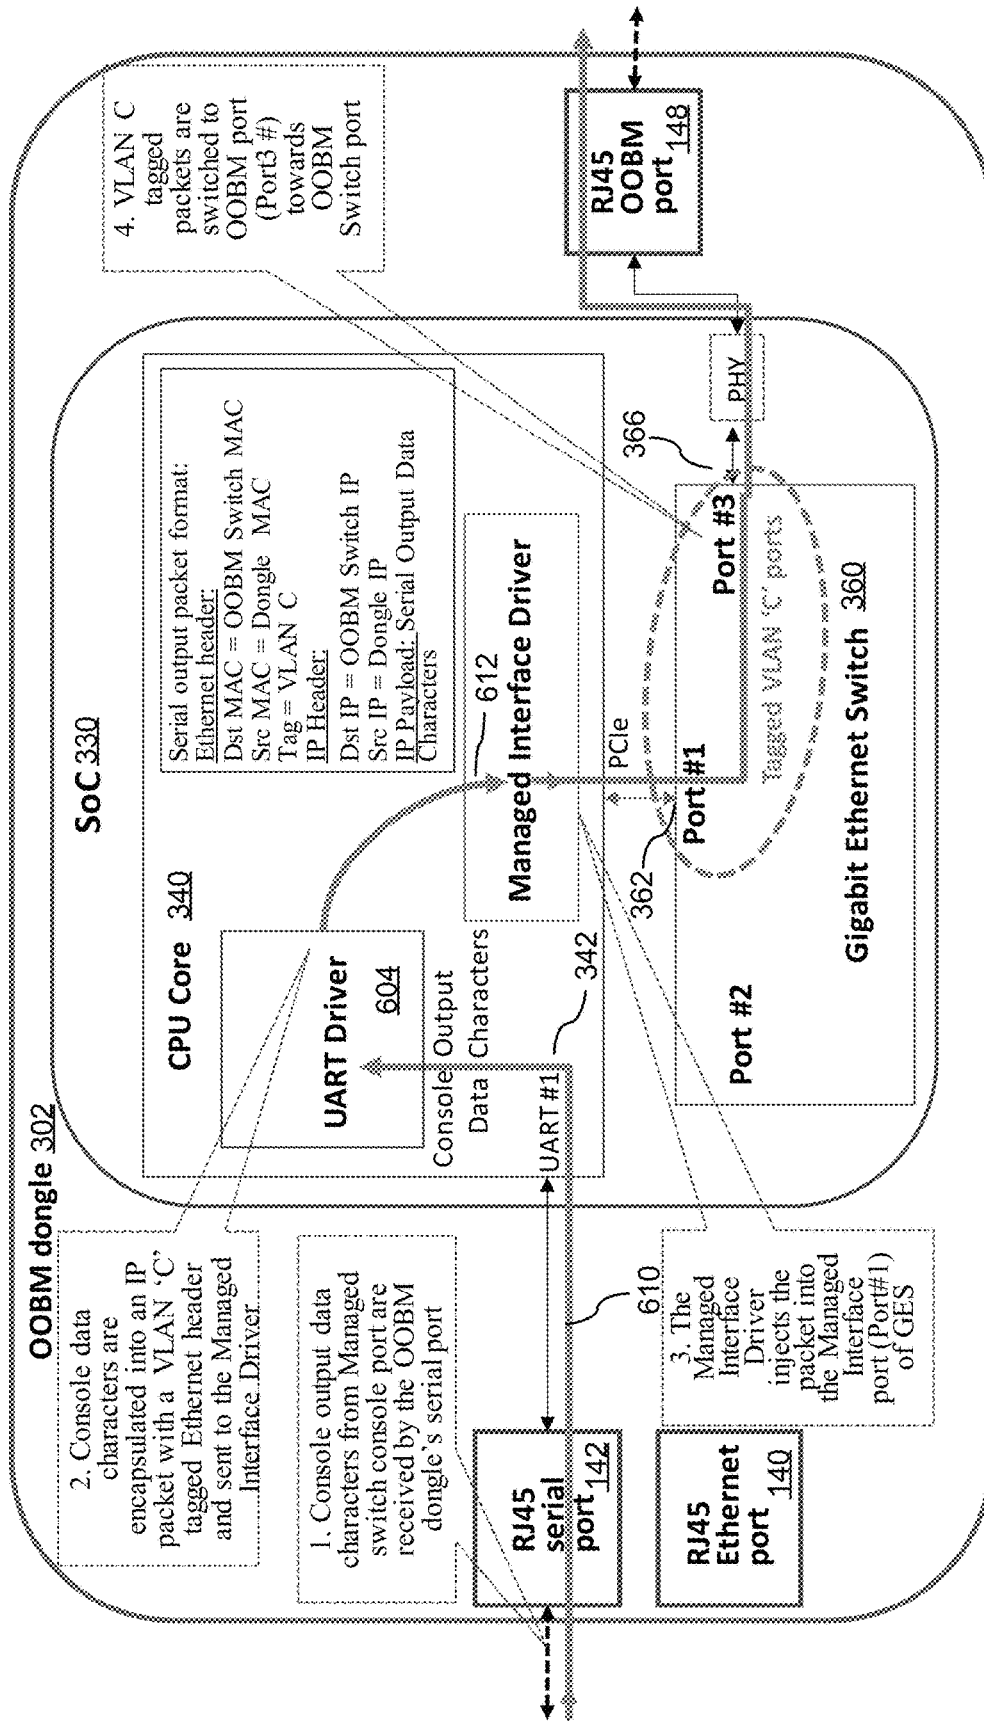 OOBM dongle 302
2. Console data
characters are
encapsulated into an IP
packet with a VLAN ‘C’
tagged Ethernet header
and sent to the Managed
Interface Driver
1. Console output data
characters from Managed
switch console port are
received by the OOBM
dongle’s serial port
RJ45
serial
port 142
RJ45
Ethernet
port 140
610
3. The
Managed
Interface
Driver
injects the
packet into
the Managed
Interface
port (Port#1)
of GES
SoC 330
CPU Core 340
UART Driver
604
Console Output
Data Characters
UART #1
342
Serial output packet format:
Ethernet header:
Dst MAC = OOBM Switch MAC
Src MAC = Dongle MAC
Tag = VLAN C
IP Header:
Dst IP = OOBM Switch IP
Src IP = Dongle IP
IP Payload: Serial Output Data
Characters
612
Managed Interface Driver
PCIe
362
Port #1
Port #2
Port #3
Tagged VLAN ‘C’ ports
Gigabit Ethernet Switch 360
366
PHY
4. VLAN C
tagged
packets are
switched to
OOBM port
(Port3 #)
towards
OOBM
Switch port
RJ45
OOBM
port 148